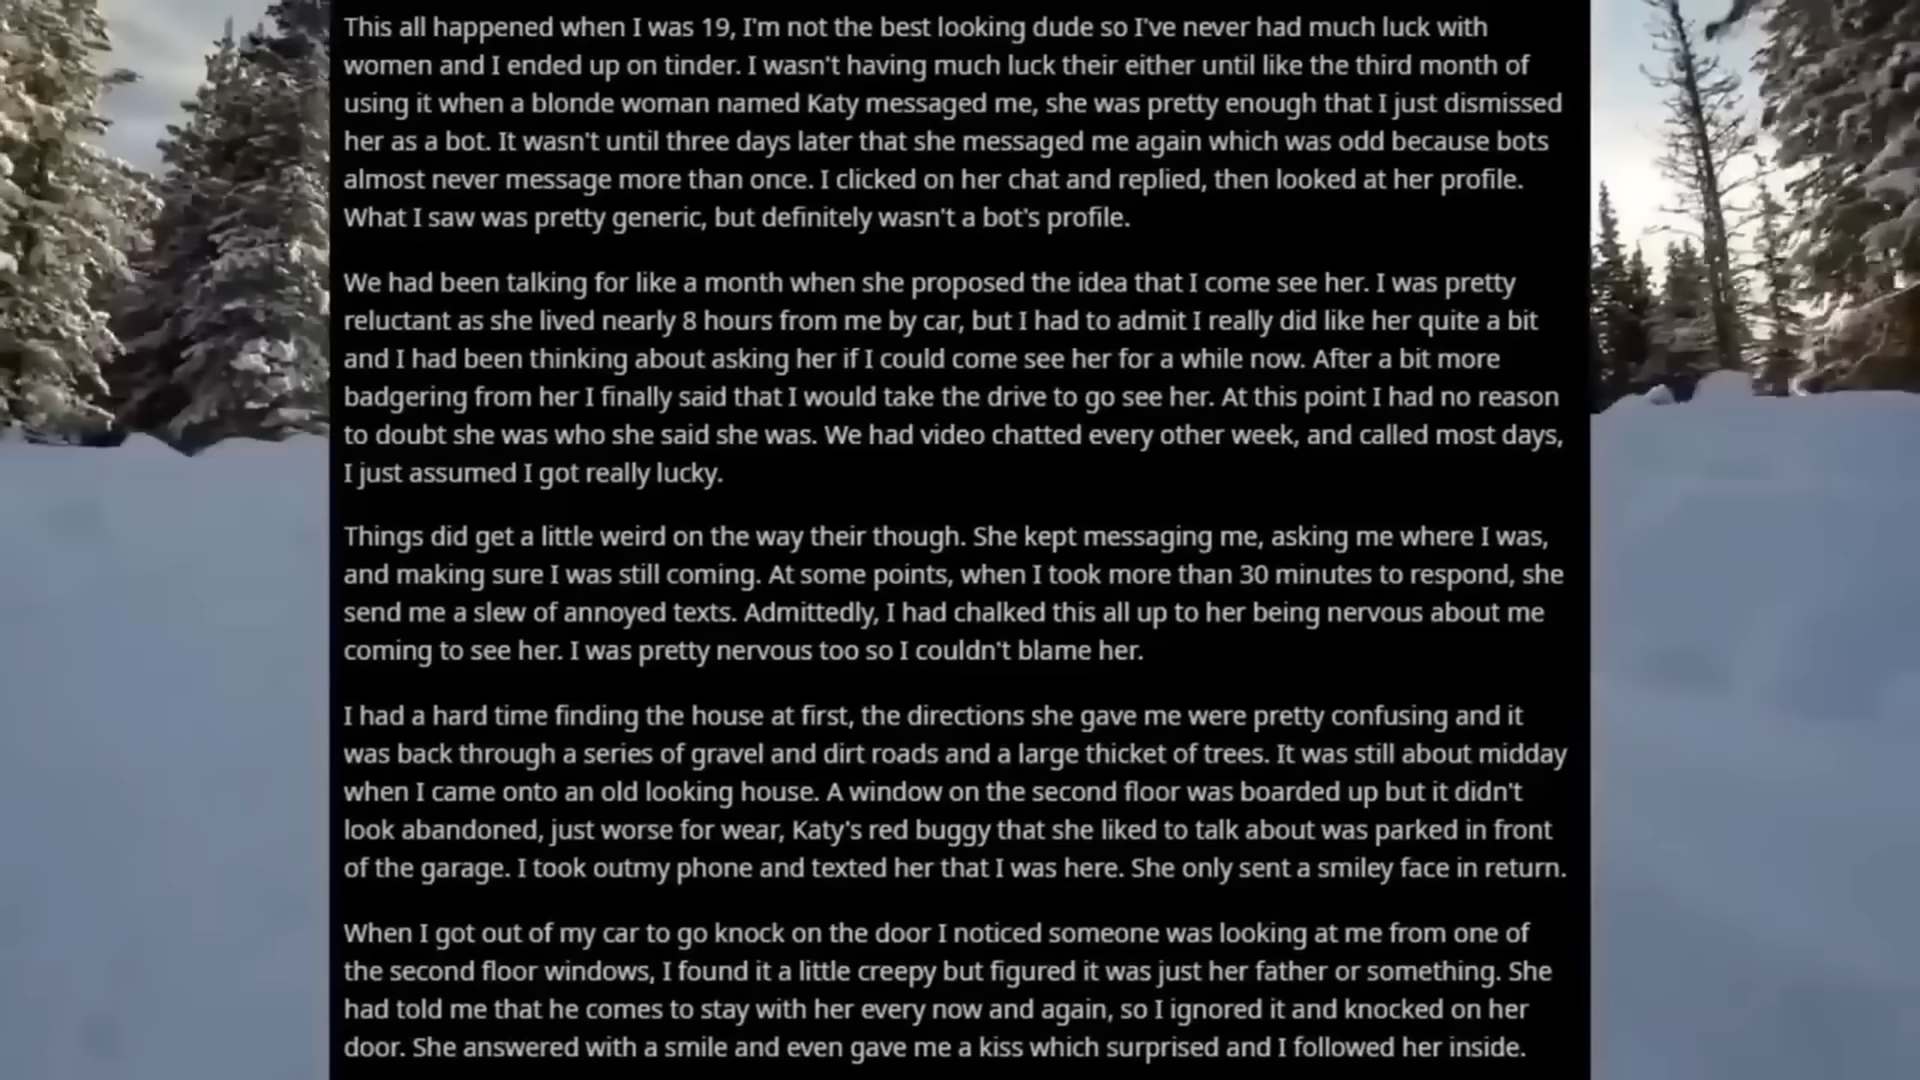 This all happened when I was 19, I'm not the best looking dude so I've never had much luck with
women and I ended up on tinder. I wasn't having much luck their either until like the third month of
using it when a blonde woman named Katy messaged me, she was pretty enough that I just dismissed
her as a bot. It wasn't until three days later that she messaged me again which was odd because bots
almost never message more than once. I clicked on her chat and replied, then looked at her profile.
What I saw was pretty generic, but definitely wasn't a bot's profile.
We had been talking for like a month when she proposed the idea that I come see her. I was pretty
reluctant as she lived nearly 8 hours from me by car, but I had to admit I really did like her quite a bit
and I had been thinking about asking her if I could come see her for a while now. After a bit more
badgering from her I finally said that I would take the drive to go see her. At this point I had no reason
to doubt she was who she said she was. We had video chatted every other week, and called most days,
I just assumed I got really lucky.
Things did get a little weird on the way their though. She kept messaging me, asking me where I was,
and making sure I was still coming. At some points, when I took more than 30 minutes to respond, she
send me a slew of annoyed texts. Admittedly, I had chalked this all up to her being nervous about me
coming to see her. I was pretty nervous too so I couldn't blame her.
I had a hard time finding the house at first, the directions she gave me were pretty confusing and it
was back through a series of gravel and dirt roads and a large thicket of trees. It was still about midday
when I came onto an old looking house. A window on the second floor was boarded up but it didn't
look abandoned, just worse for wear, Katy's red buggy that she liked to talk about was parked in front
of the garage. I took outmy phone and texted her that I was here. She only sent a smiley face in return.
When I got out of my car to go knock on the door I noticed someone was looking at me from one of
the second floor windows, I found it a little creepy but figured it was just her father or something. She
had told me that he comes to stay with her every now and again, so I ignored it and knocked on her
door. She answered with a smile and even gave me a kiss which surprised and I followed her inside.